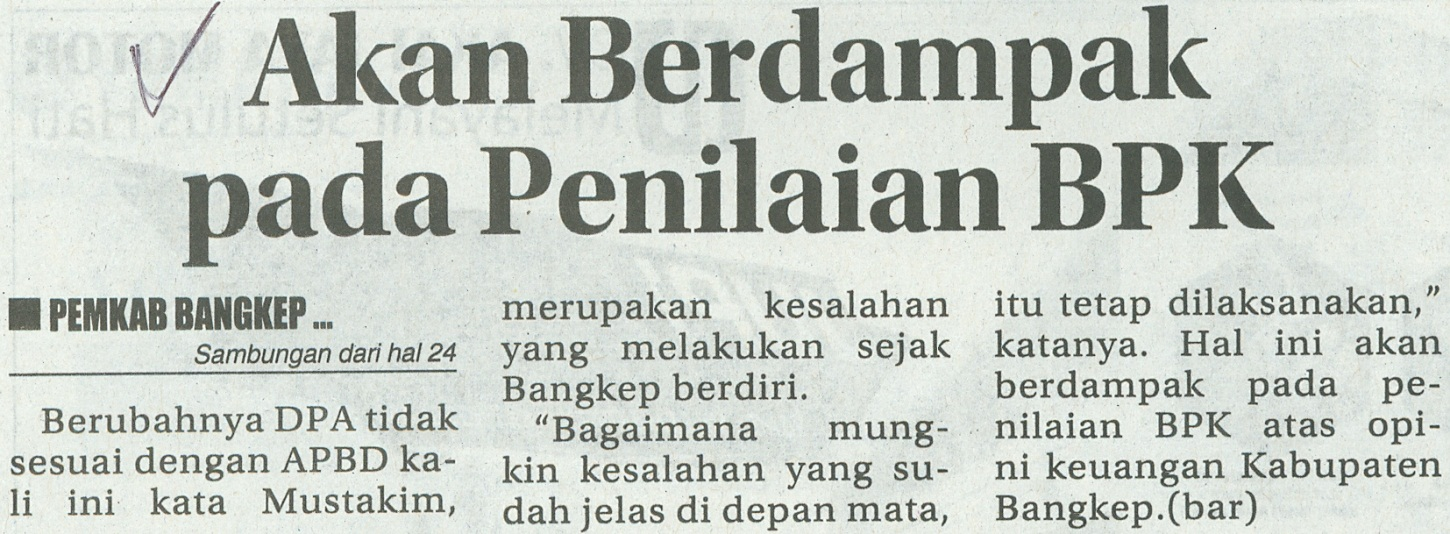 Akan Berdampak
pada Penilaian BPK
PEMKAB BANGKEP ...
Sambungan dari hal 24
Berubahnya DPA tidak
sesuai dengan APBD ka-
li ini kata Mustakim,
merupakan kesalahan
yang melakukan sejak
Bangkep berdiri.
“Bagaimana mung-
kin kesalahan yang su-
dah jelas di depan mata,
itu tetap dilaksanakan,”
katanya. Hal ini akan
berdampak pada pe-
nilaian BPK atas opi-
ni keuangan Kabupaten
Bangkep.(bar)